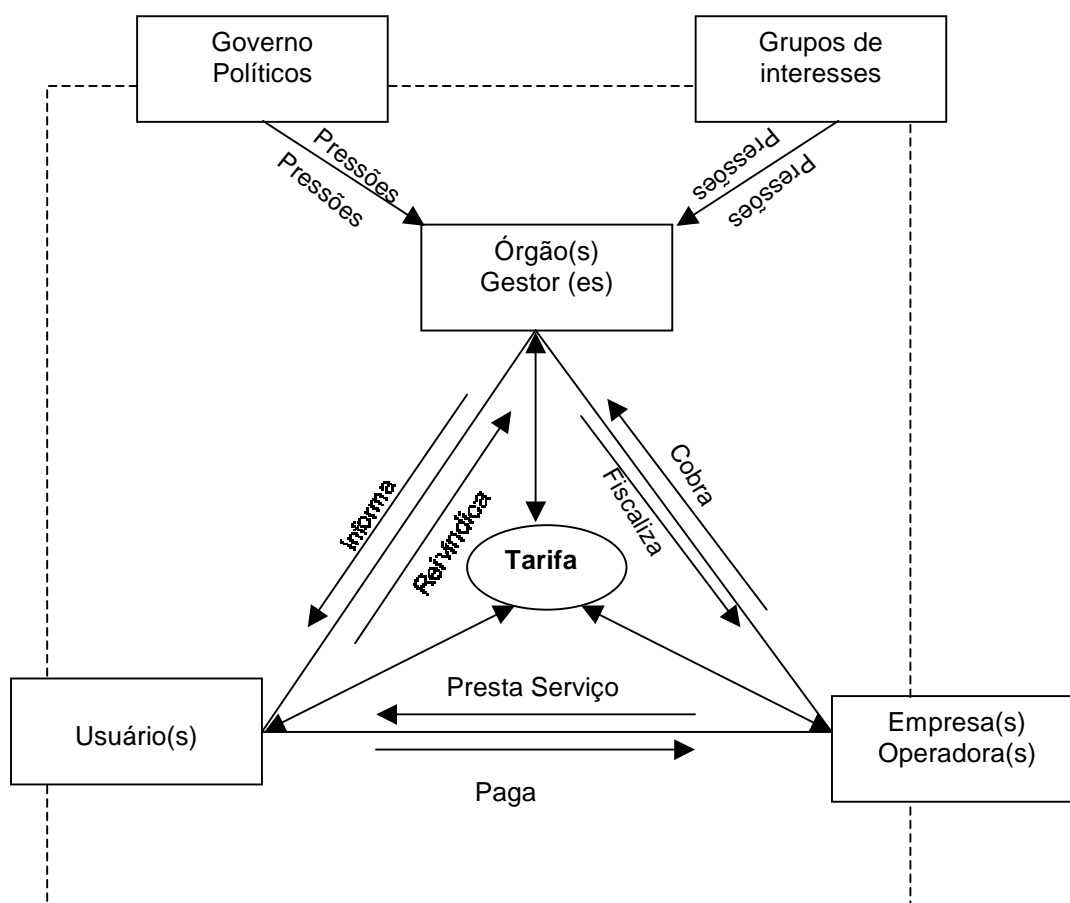 Governo
Políticos
Grupos de
interesses
Pressões
Pressões
Pressões
Pressões
Órgão(s)
Gestor (es)
Informa
Reivindica
Fiscaliza
Cobra
Tarifa
Presta Serviço
Usuário(s)
Empresa(s)
Operadora(s)
Paga